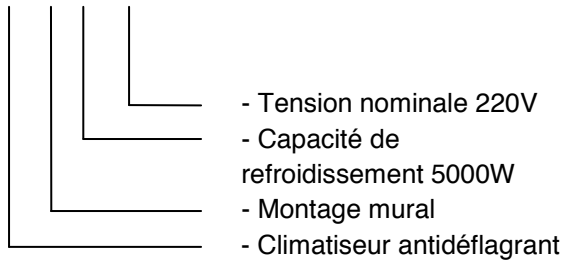 - Tension nominale 220V
- Capacité de
refroidissement 5000W
- Montage mural
- Climatiseur antidéflagrant